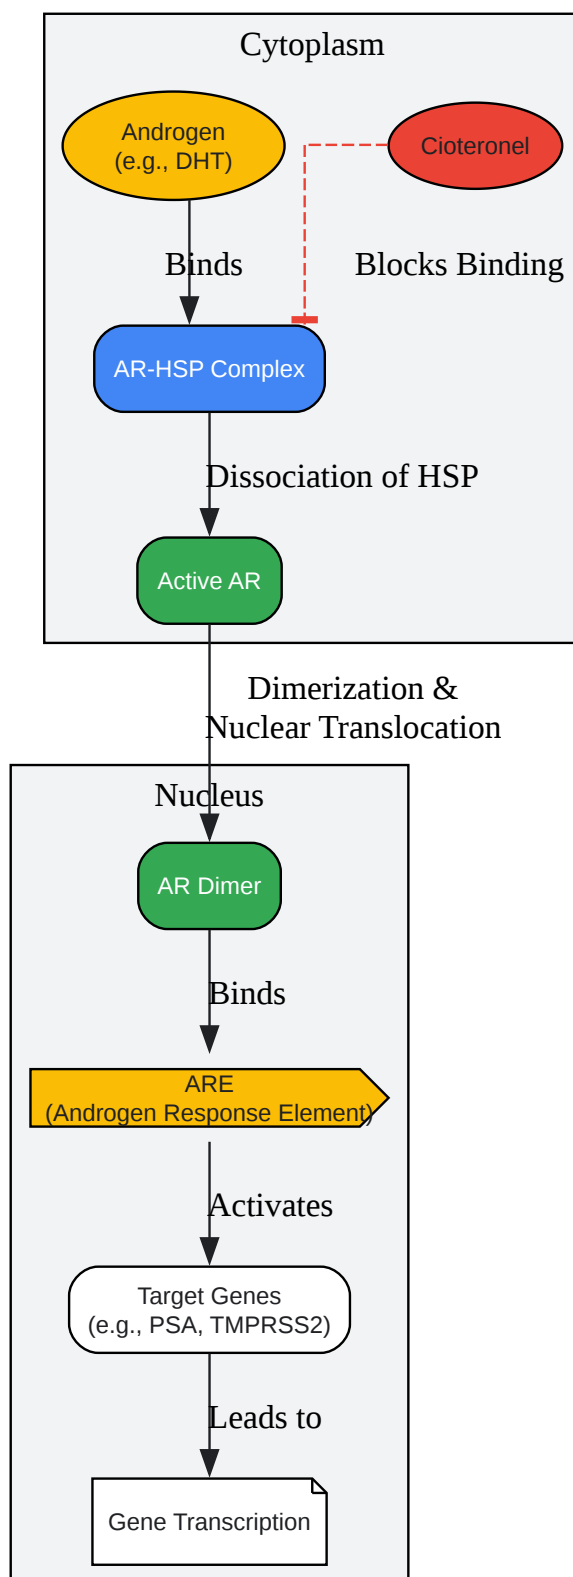 Cytoplasm
Androgen
(e.g., DHT)
Cioteronel
Binds
Blocks Binding
AR-HSP Complex
Dissociation of HSP
Active AR
Dimerization &
Nuclear Translocation
Nucleus
AR Dimer
Binds
ARE
(Androgen Response Element)
Activates
Target Genes
(e.g., PSA, TMPRSS2)
Leads to
Gene Transcription